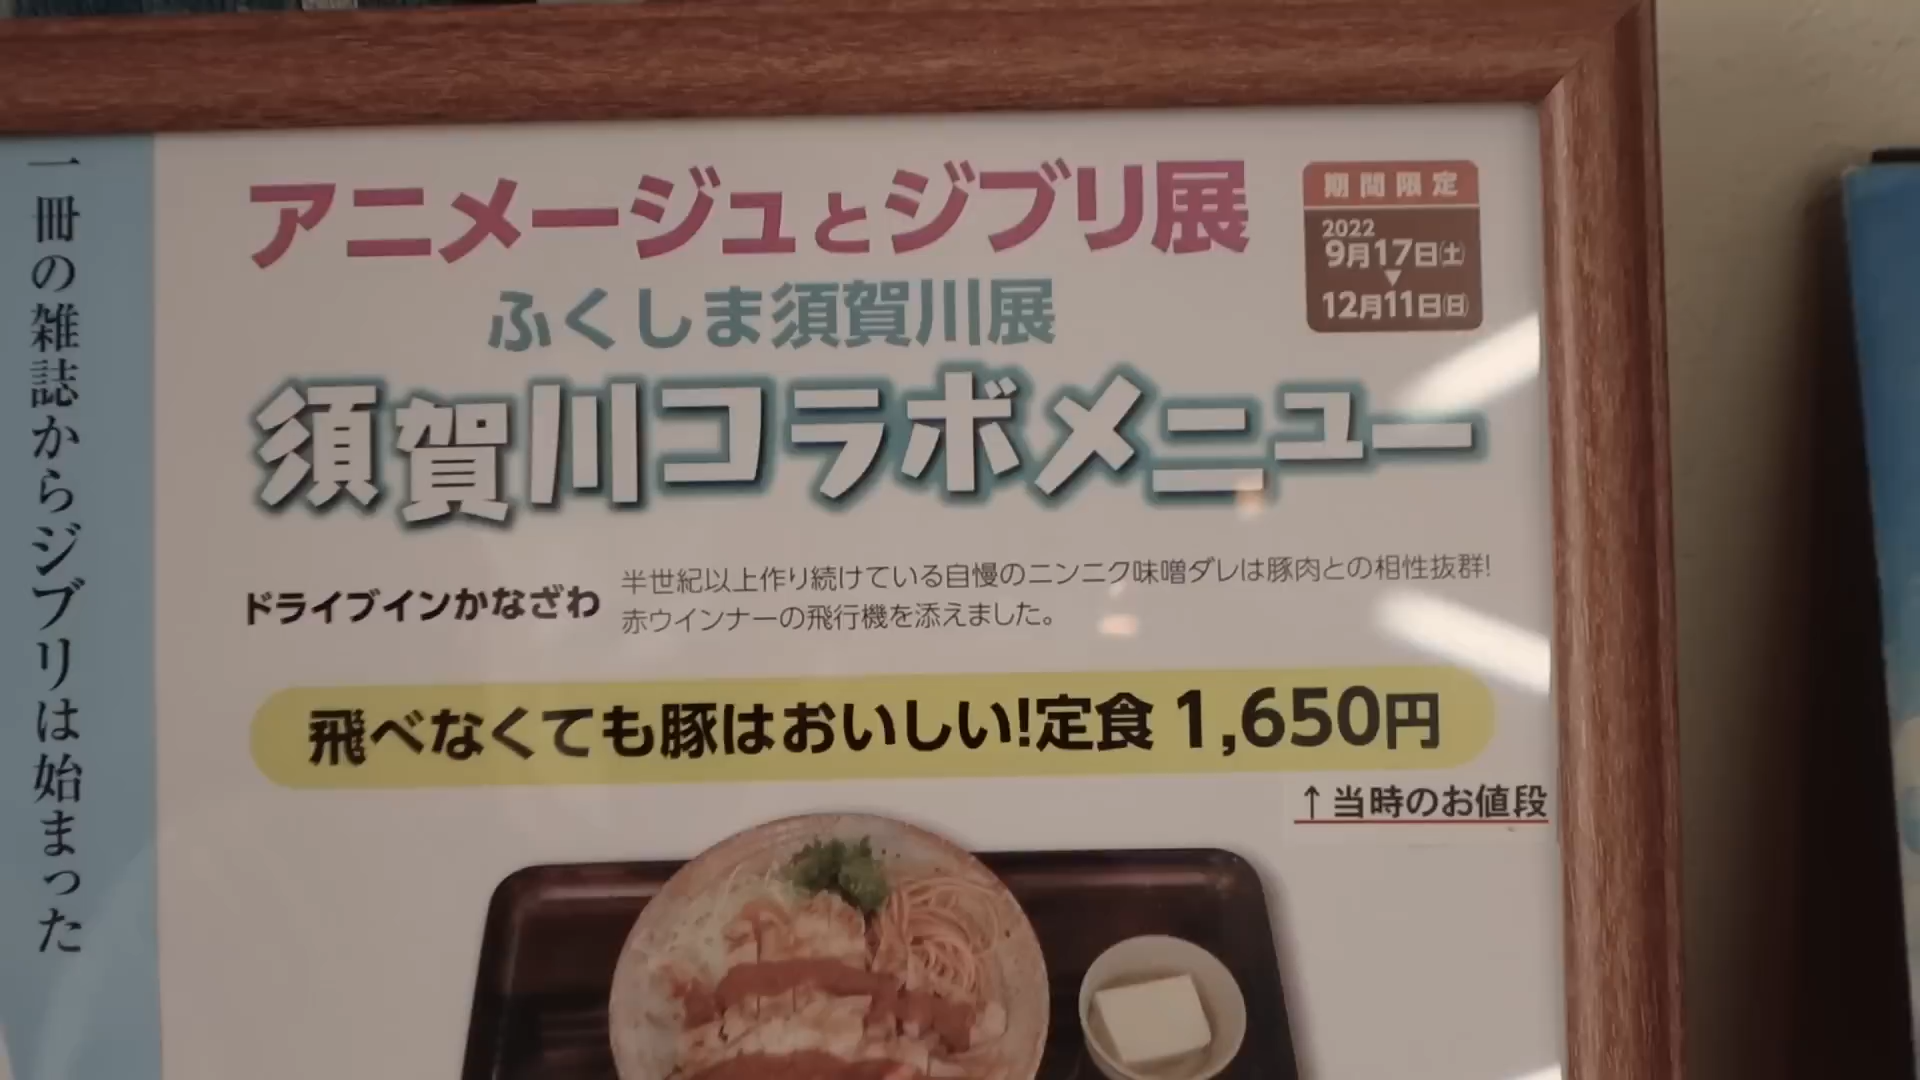 一冊の雑誌からジブリは始まった
アニメージュとジブリ展
期間限定
2022
9月17日(土)
▼
12月11日(日)
ふくしま須賀川展
須賀川コラボメニュー
ドライブインかなざわ
半世紀以上作り続けている自慢のニンニク味噌ダレは豚肉との相性抜群!
赤ウインナーの飛行機を添えました。
飛べなくても豚はおいしい!定食 1,650円
↑当時のお値段